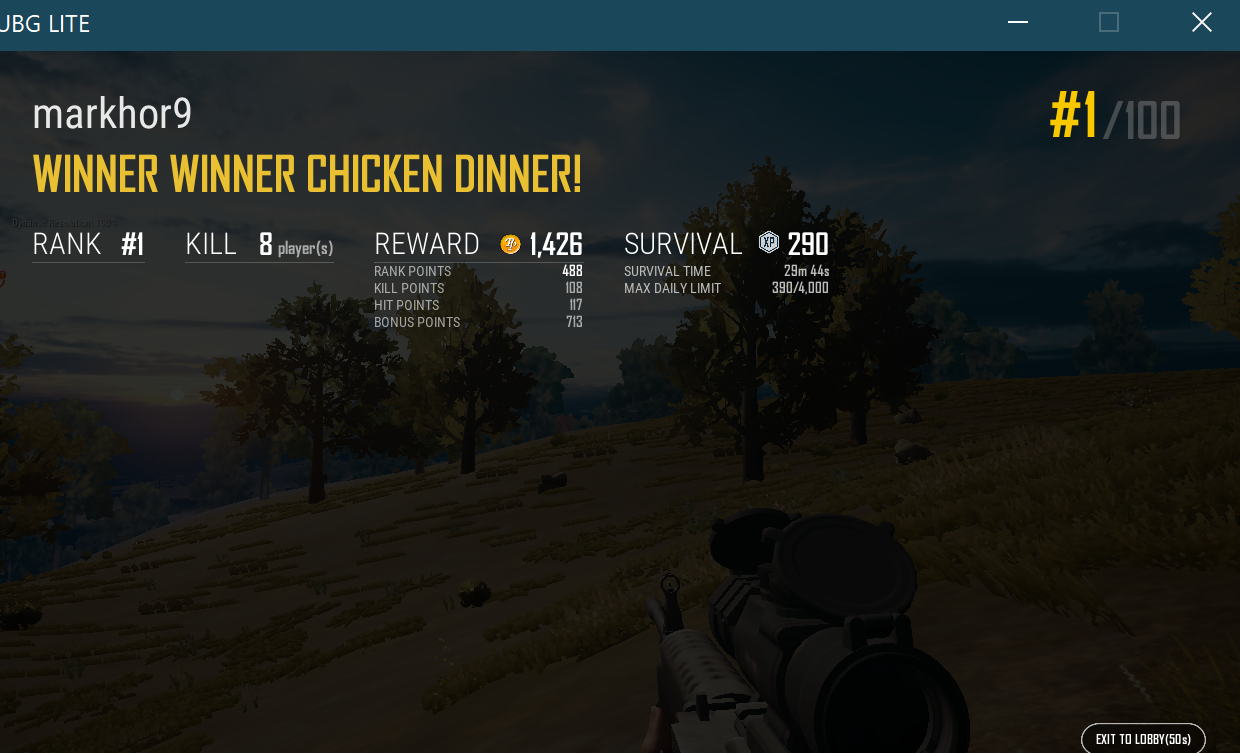 UBG LITE
markhor9
#1/100
WINNER WINNER CHICKEN DINNER!
RANK #1 KILL 8 player(s) REWARD 1,426 SURVIVAL XP 290
RANK POINTS 488 SURVIVAL TIME 29m 44s
KILL POINTS 108 MAX DAILY LIMIT 390/4,000
HIT POINTS 117
BONUS POINTS 713
EXIT TO LOBBY(50s)